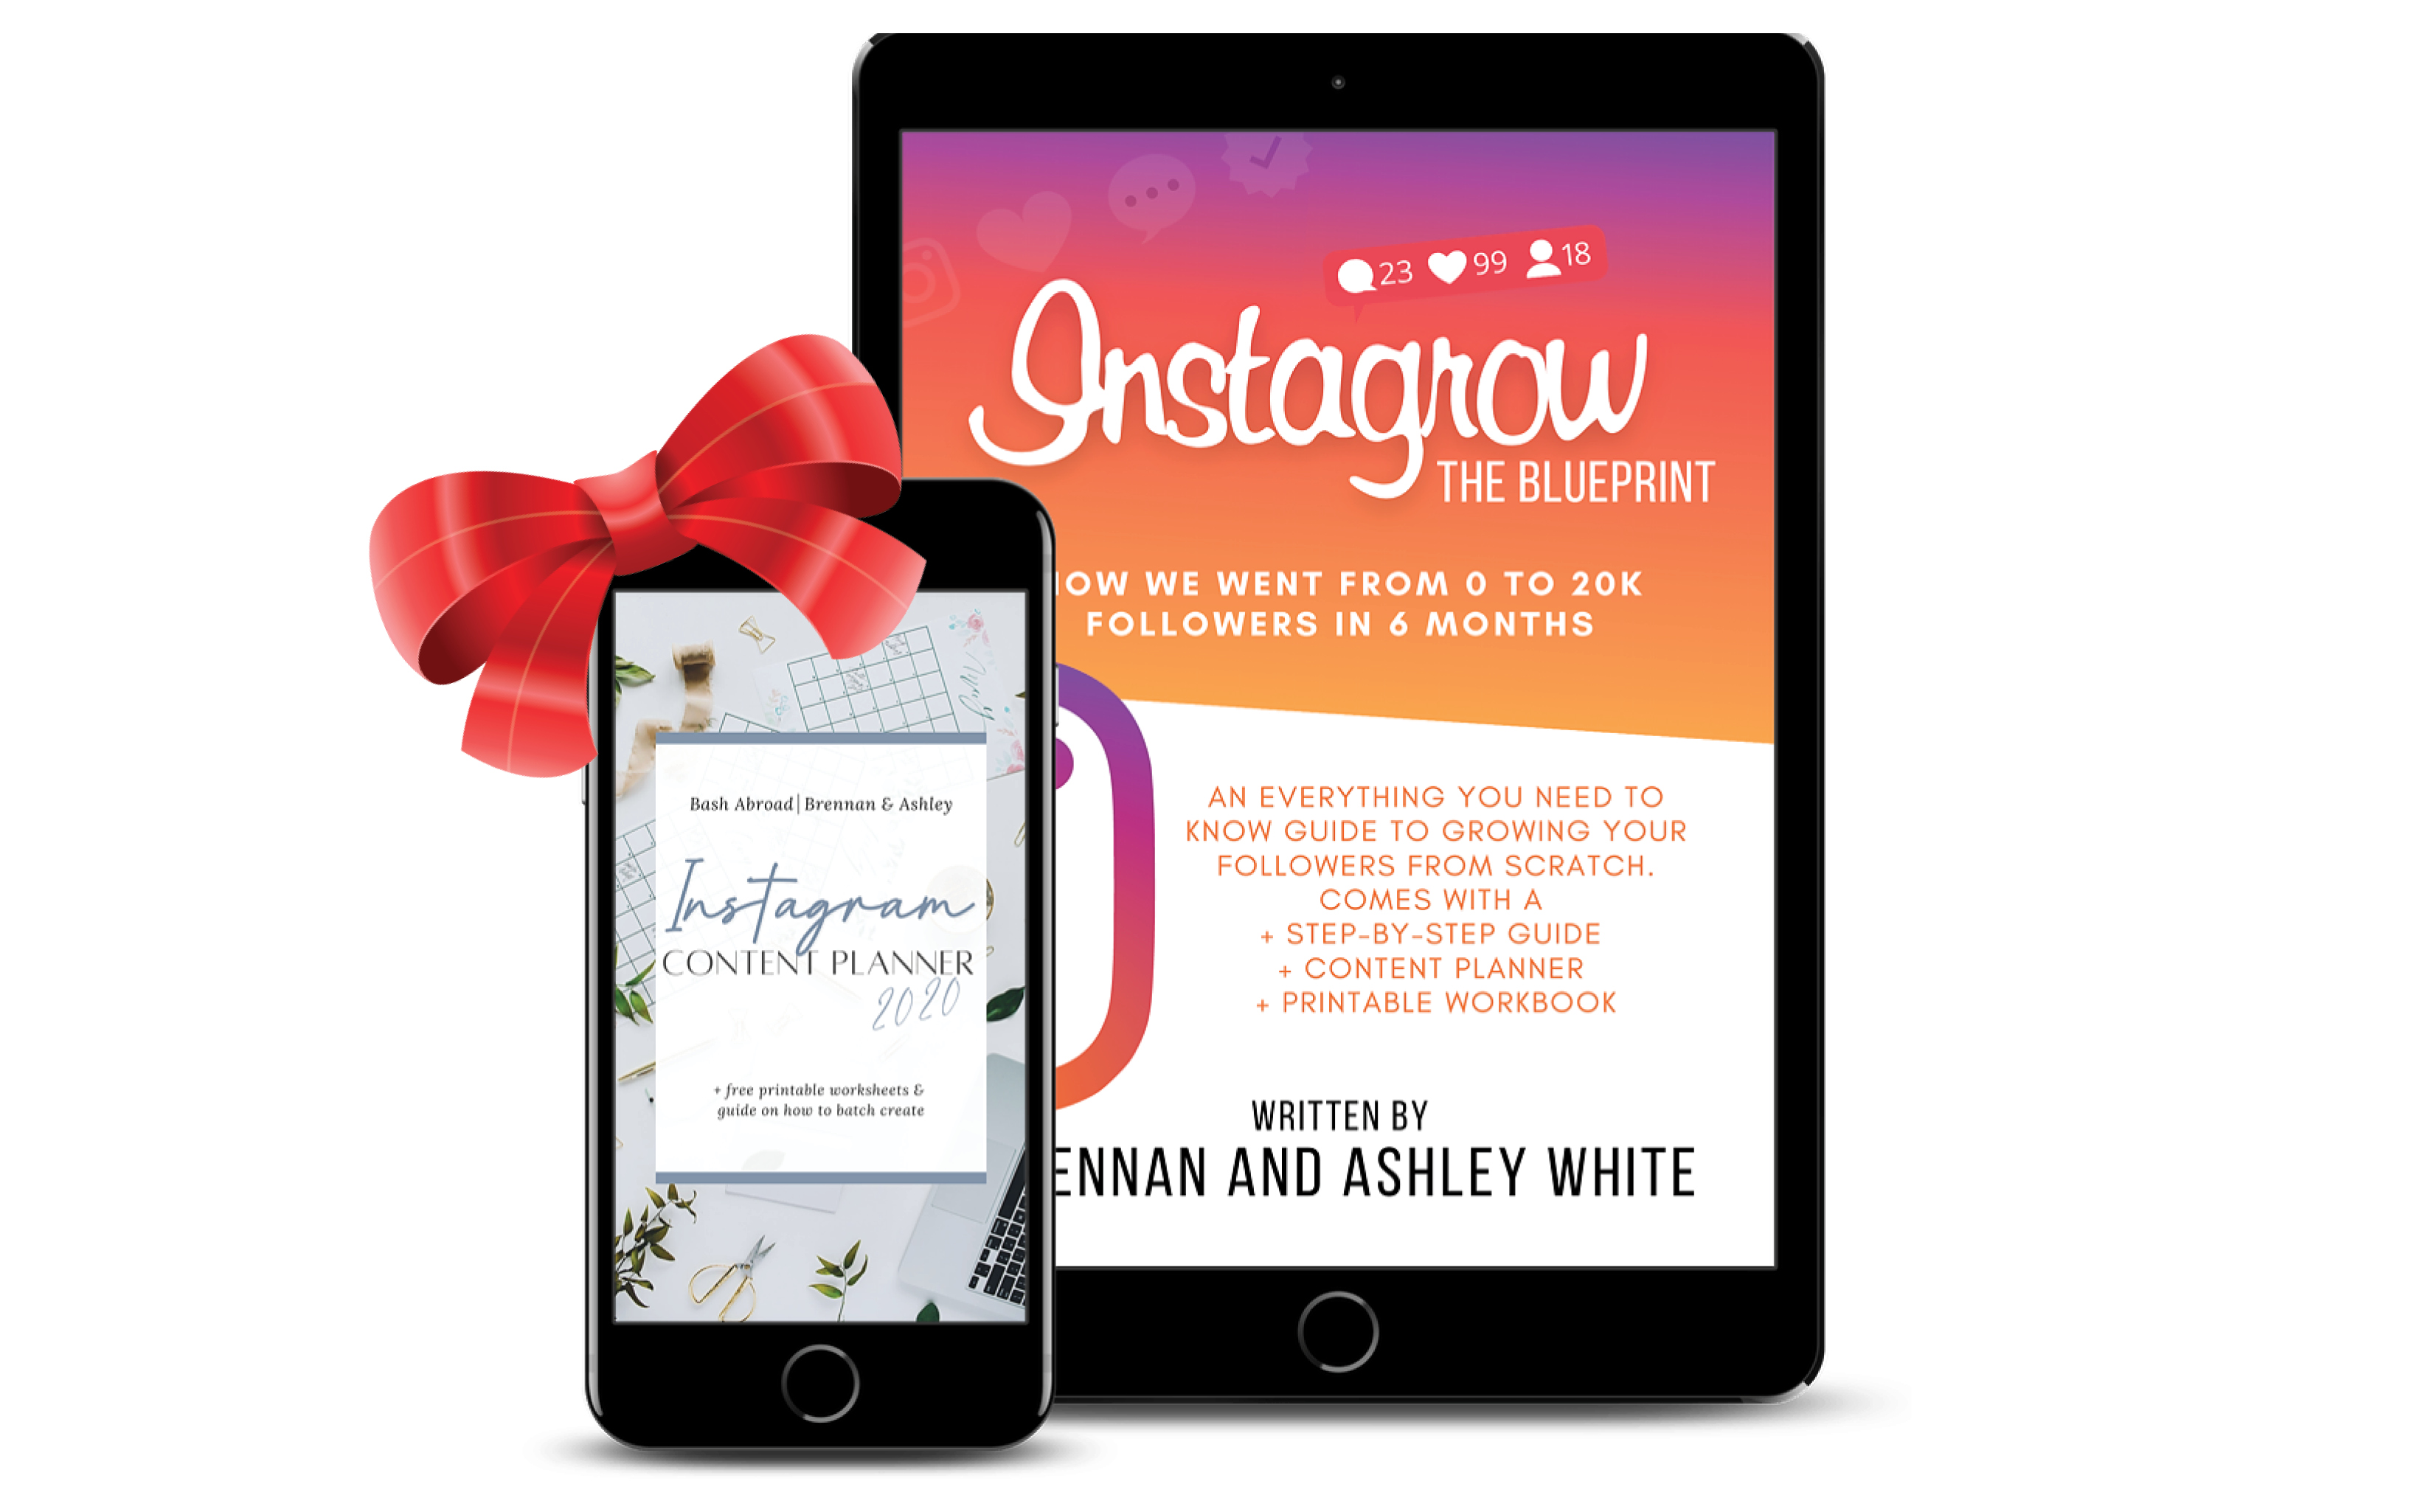 23 99 18
Instagrow
THE BLUEPRINT
OW WE WENT FROM 0 TO 20K
FOLLOWERS IN 6 MONTHS
AN EVERYTHING YOU NEED TO
KNOW GUIDE TO GROWING YOUR
FOLLOWERS FROM SCRATCH.
COMES WITH A
+ STEP-BY-STEP GUIDE
+ CONTENT PLANNER
+ PRINTABLE WORKBOOK
WRITTEN BY
ENNAN AND ASHLEY WHITE
Bash Abroad|Brennan & Ashley
Instagram
CONTENT PLANNER
2020
+ free printable worksheets &
guide on how to batch create